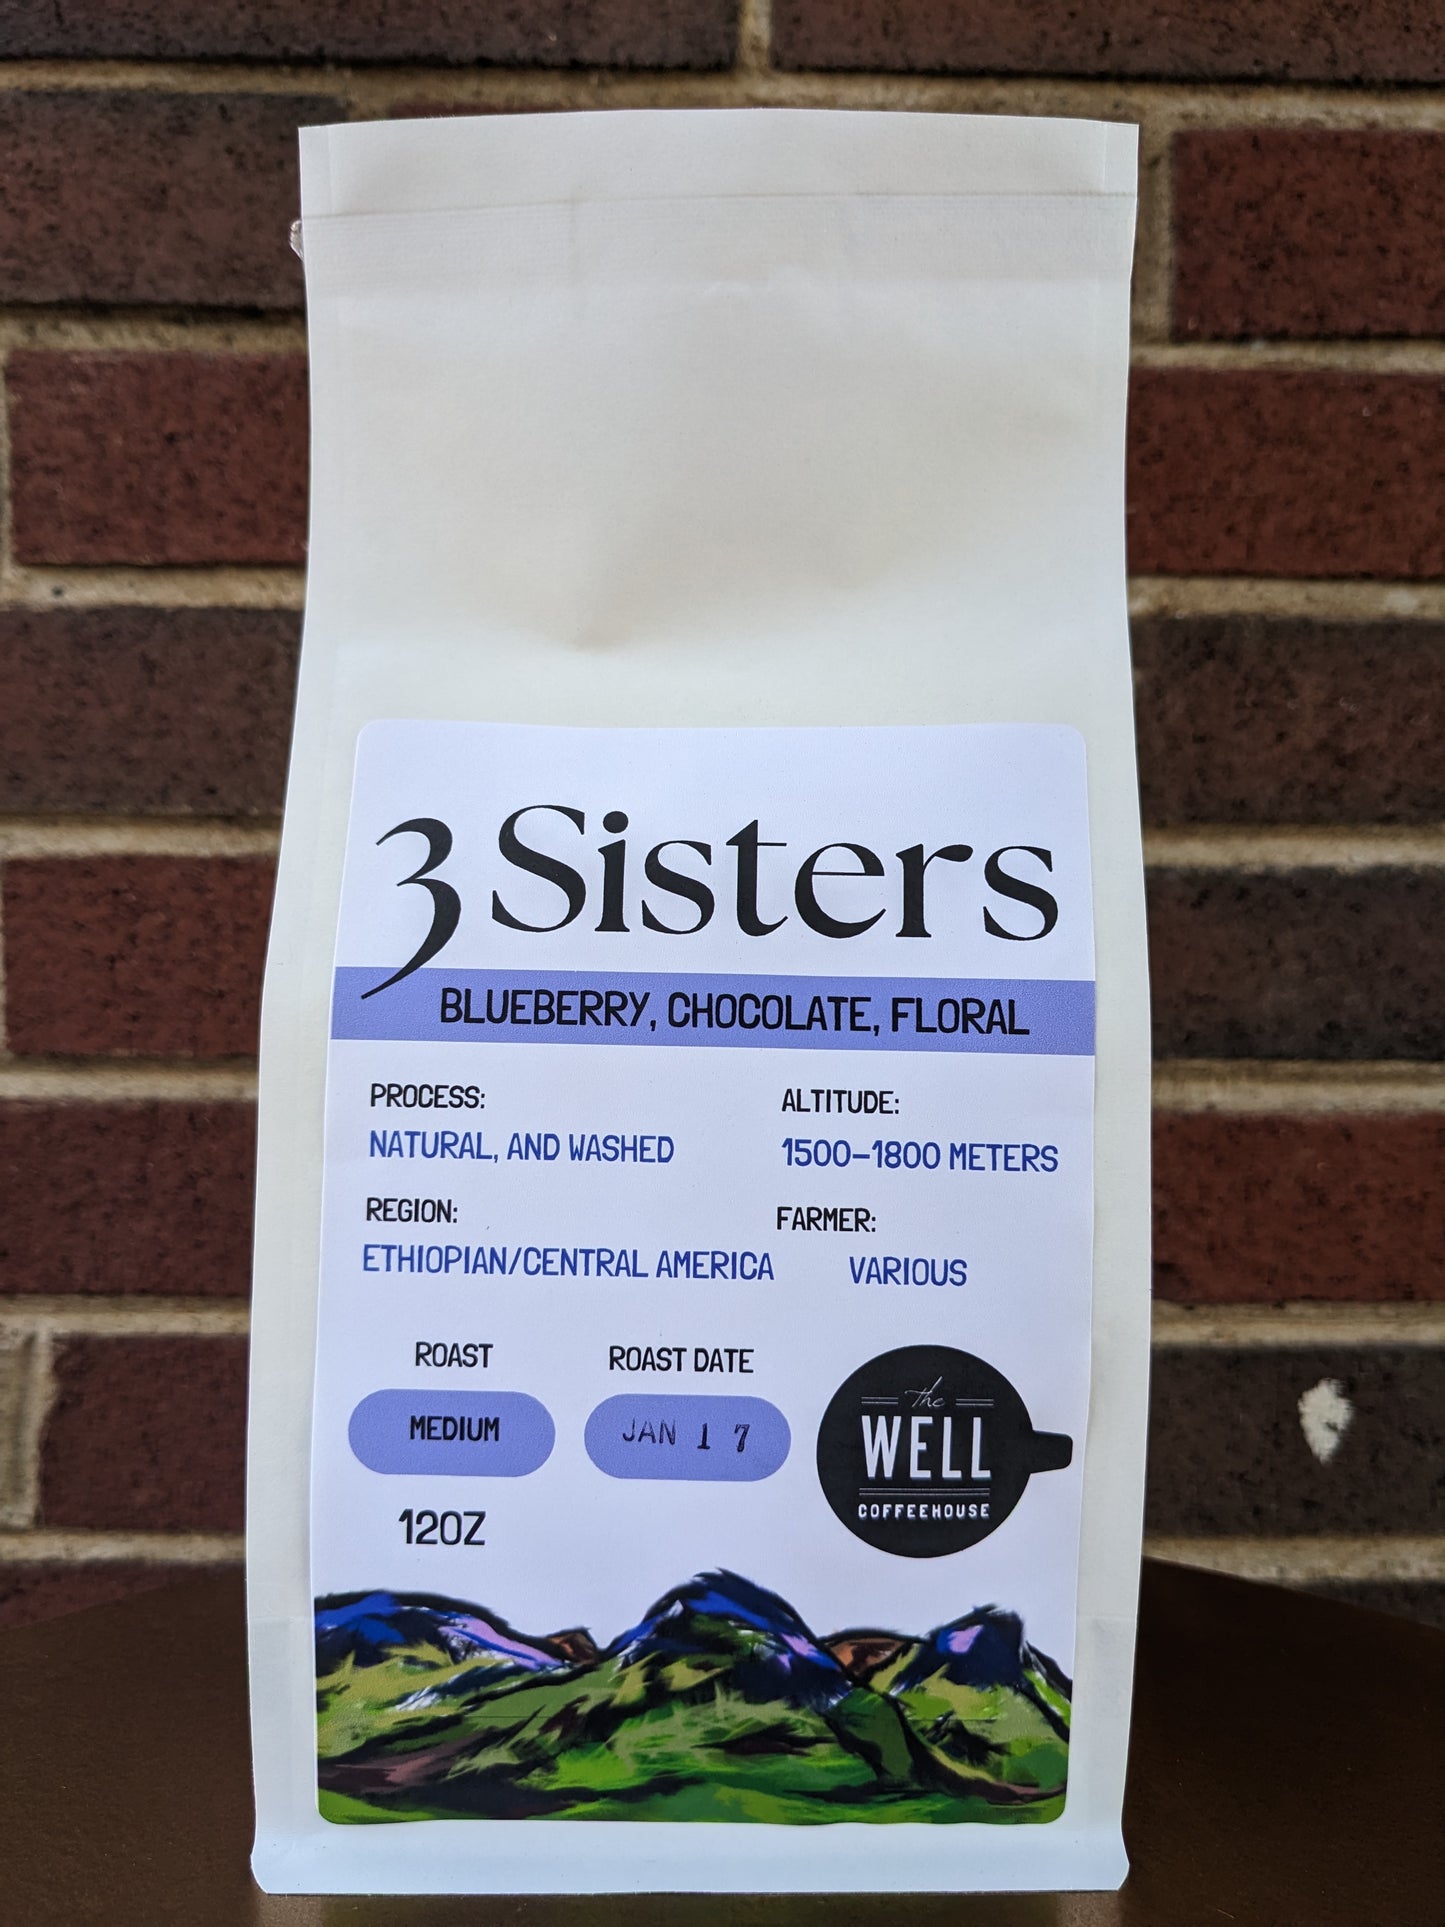 3 Sisters
BLUEBERRY, CHOCOLATE, FLORAL
PROCESS:
NATURAL, AND WASHED
ALTITUDE:
1500-1800 METERS
REGION:
ETHIOPIAN/CENTRAL AMERICA
FARMER:
VARIOUS
ROAST
MEDIUM
ROAST DATE
JAN 17
12OZ
the
WELL
COFFEEHOUSE